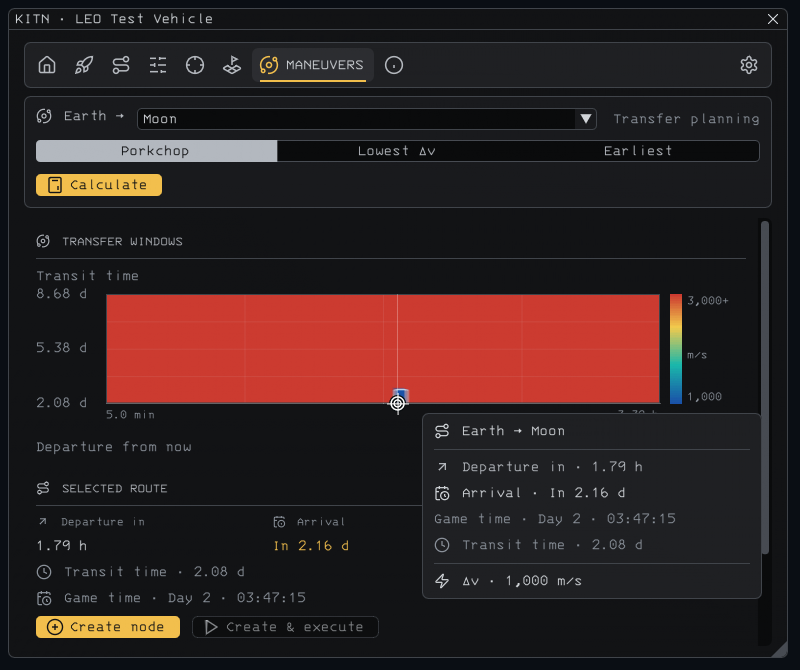 KITN · LEO Test Vehicle
MANEUVERS
Earth → Moon Transfer planning
Porkchop Lowest Δv Earliest
Calculate
TRANSFER WINDOWS
Transit time
8.68 d
5.38 d
2.08 d
3,000+
m/s
1,000
5.0 min
Departure from now
Earth → Moon
Departure in · 1.79 h
Arrival · In 2.16 d
Game time · Day 2 · 03:47:15
Transit time · 2.08 d
Δv · 1,000 m/s
SELECTED ROUTE
Departure in Arrival
1.79 h In 2.16 d
Transit time · 2.08 d
Game time · Day 2 · 03:47:15
Create node Create & execute